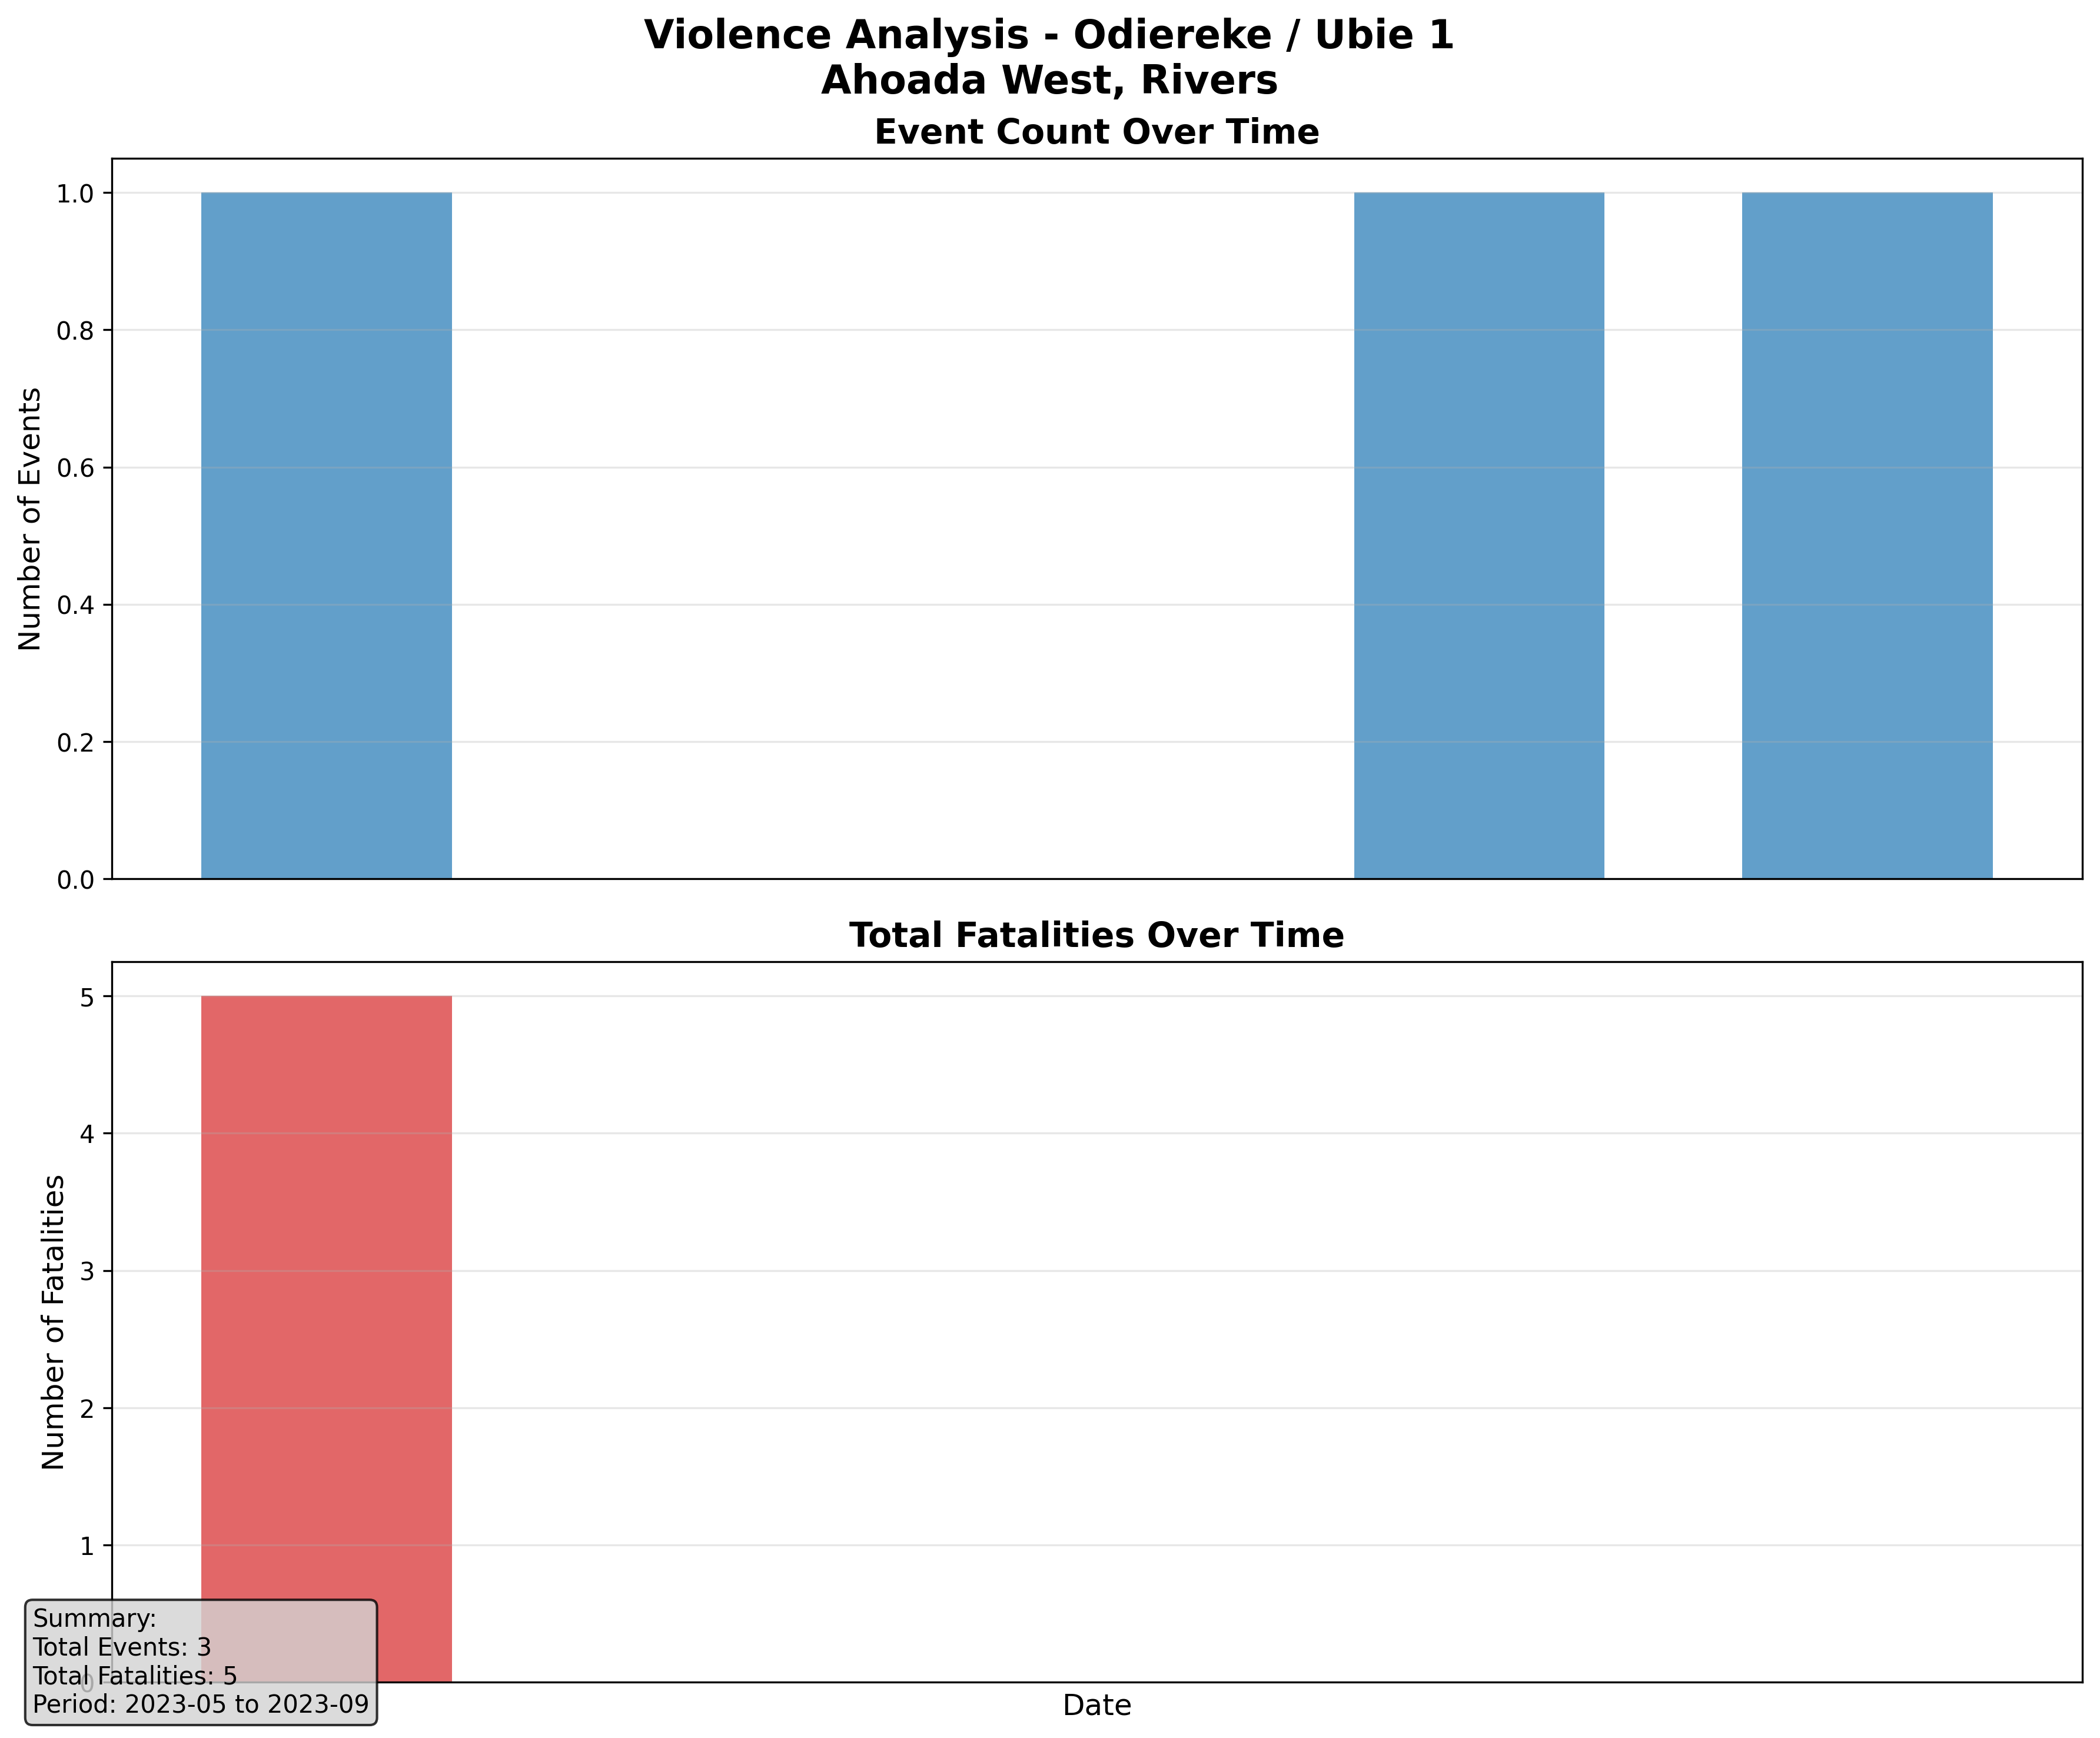 Violence Analysis - Odiereke / Ubie 1
Ahoada West, Rivers
Event Count Over Time
Number of Events
1.0
0.8
0.6
0.4
0.2
0.0
Total Fatalities Over Time
Number of Fatalities
5
4
3
2
1
0
Summary:
Total Events: 3
Total Fatalities: 5
Period: 2023-05 to 2023-09
Date